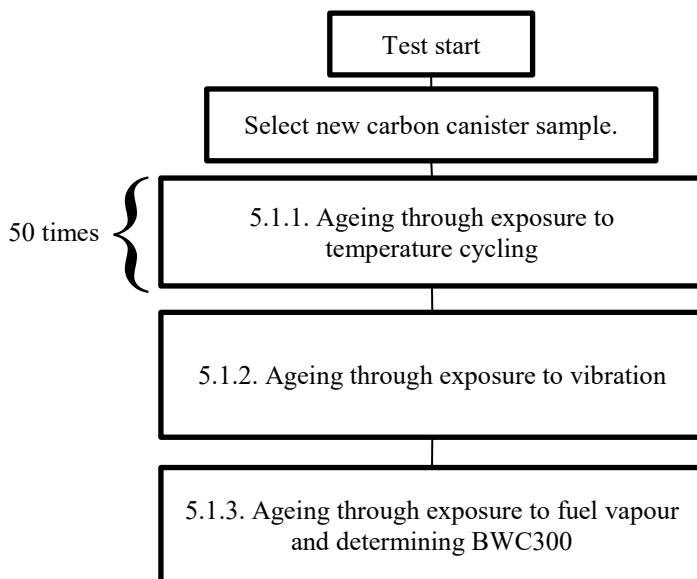 Test start
Select new carbon canister sample.
50 times
5.1.1. Ageing through exposure to
temperature cycling
5.1.2. Ageing through exposure to vibration
5.1.3. Ageing through exposure to fuel vapour
and determining BWC300